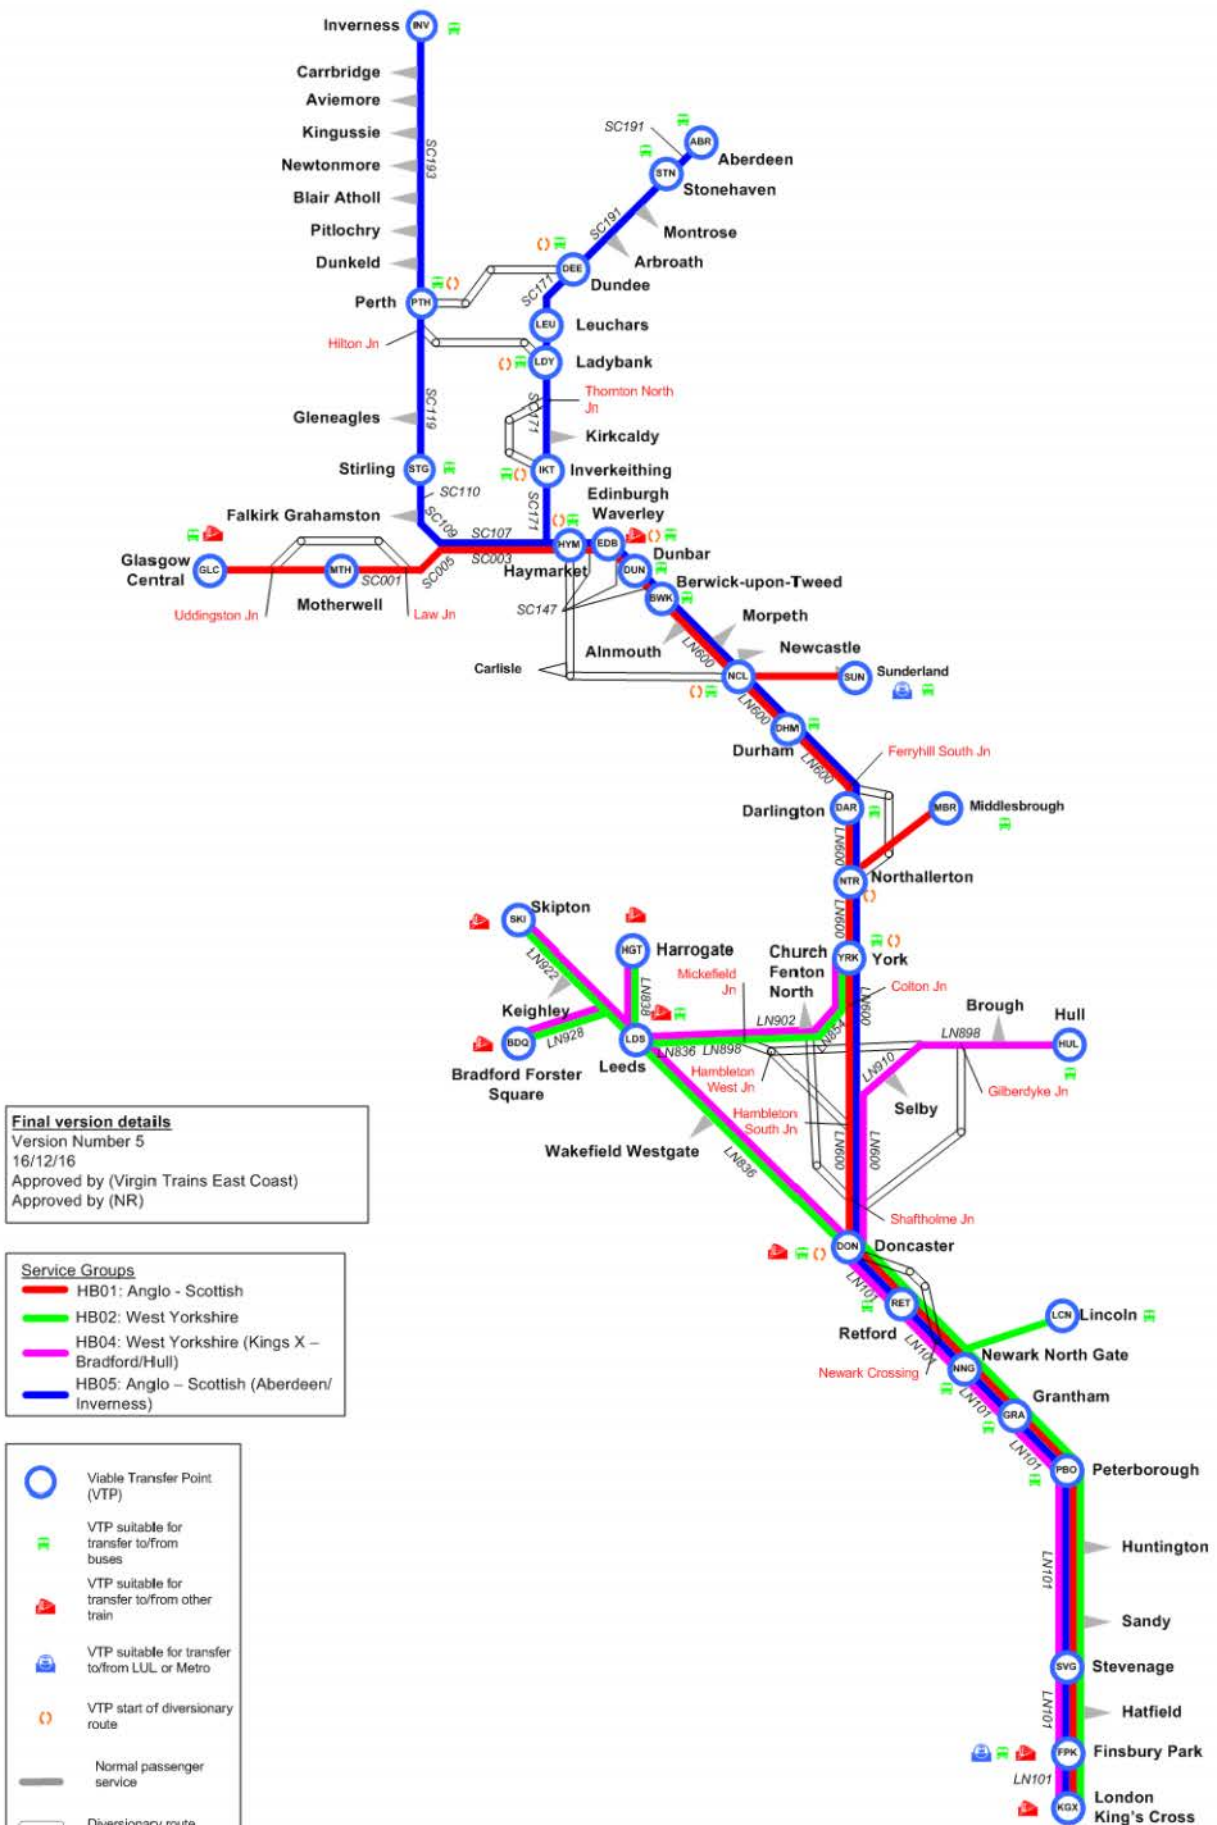 Inverness
INV
Carrbridge
Aviemore
Kingussie
Newtonmore
Blair Atholl
Pitlochry
Dunkeld
SC193
SC191
ABR
Aberdeen
STN
Stonehaven
SC191
Montrose
Arbroath
DEE
Dundee
SC171
Perth
PTH
LEU
Leuchars
Hilton Jn
LDY
Ladybank
Thornton North
Jn
SC119
SC171
Gleneagles
Kirkcaldy
Stirling
STG
IKT
Inverkeithing
SC110
SC171
Edinburgh
Waverley
Falkirk Grahamston
SC109
SC107
HYM
EDB
Glasgow
Central
GLC
MTH
SC001
SC005
SC003
Haymarket
DUN
Dunbar
Motherwell
BWK
Berwick-upon-Tweed
Uddingston Jn
Law Jn
SC147
Morpeth
Alnmouth
LN600
Newcastle
Carlisle
NCL
SUN
Sunderland
LN600
DHM
Durham
LN600
Ferryhill South Jn
Darlington
DAR
MBR
Middlesbrough
LN600
NTR
Northallerton
LN600
Skipton
SKI
HGT
Harrogate
Church
Fenton
North
YRK
York
LN922
LN838
Mickefield
Jn
Colton Jn
Keighley
LN600
Brough
Hull
BDQ
LN928
LDS
LN902
LN854
LN898
HUL
Leeds
LN836
LN898
LN910
Bradford Forster
Square
Hambleton
West Jn
Gilberdyke Jn
Selby
Hambleton
South Jn
Wakefield Westgate
LN836
LN600
LN600
Shaftholme Jn
DON
Doncaster
LN101
RET
Retford
LN101
LCN
Lincoln
Newark North Gate
Newark Crossing
NNG
LN101
Grantham
GRA
LN101
PBO
Peterborough
LN101
Huntington
Sandy
SVG
Stevenage
LN101
Hatfield
FPK
Finsbury Park
LN101
KGX
London
King's Cross
Final version details
Version Number 5
16/12/16
Approved by (Virgin Trains East Coast)
Approved by (NR)
Service Groups
HB01: Anglo - Scottish
HB02: West Yorkshire
HB04: West Yorkshire (Kings X –
Bradford/Hull)
HB05: Anglo – Scottish (Aberdeen/
Inverness)
Viable Transfer Point
(VTP)
VTP suitable for
transfer to/from
buses
VTP suitable for
transfer to/from other
train
VTP suitable for transfer
to/from LUL or Metro
VTP start of diversionary
route
Normal passenger
service
Diversionary route